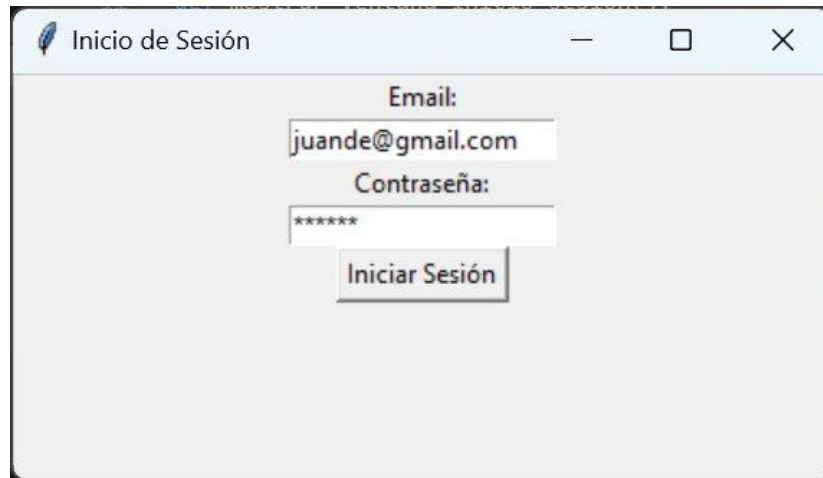 Inicio de Sesión
Email:
juande@gmail.com
Contraseña:
******
Iniciar Sesión